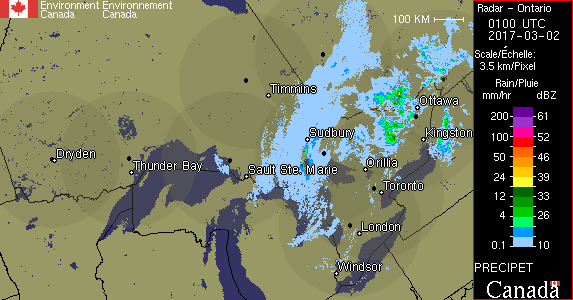 Environment Environnement
Canada Canada
100 KM
Timmins
Ottawa
Sudbury
Kingston
Dryden
Thunder Bay
Sault Ste. Marie
Orillia
Toronto
London
Windsor
Radar - Ontario
0100 UTC
2017-03-02
Scale/Échelle:
3.5 km/Pixel
Rain/Pluie
mm/hr dBZ
200 61
100 52
50 46
24 39
12 33
4 26
1 18
0.1 10
PRECIPET
Canada